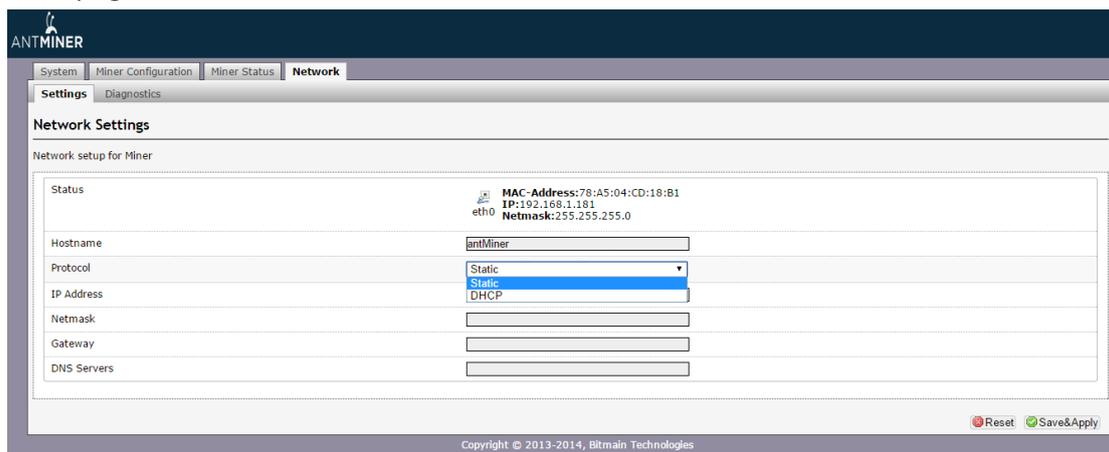 ANTMINER
System Miner Configuration Miner Status Network
Settings Diagnostics
Network Settings
Network setup for Miner
Status
MAC-Address:78:A5:04:CD:18:B1
IP:192.168.1.181
eth0 Netmask:255.255.255.0
Hostname antMiner
Protocol Static
Static
IP Address DHCP
Netmask
Gateway
DNS Servers
Reset Save&Apply
Copyright © 2013-2014, Bitmain Technologies